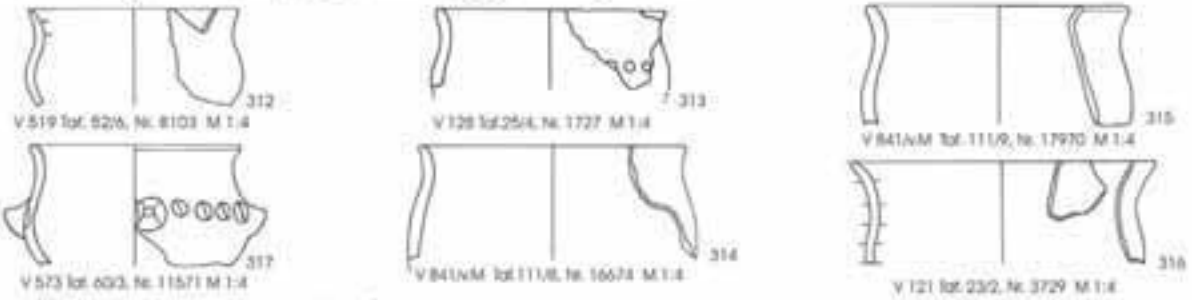 312
V 519 Taf. 52/6, Nr. 8103 M 1:4
313
V 128 Taf.25/4, Nr. 1727 M 1:4
315
V 841/v.M Taf. 111/9, Nr. 17970 M 1:4
317
V 573 Taf. 60/3, Nr. 11571 M 1:4
314
V 841/v.M Taf.111/8, Nr. 16674 M 1:4
316
V 121 Taf. 23/2, Nr. 3729 M 1:4